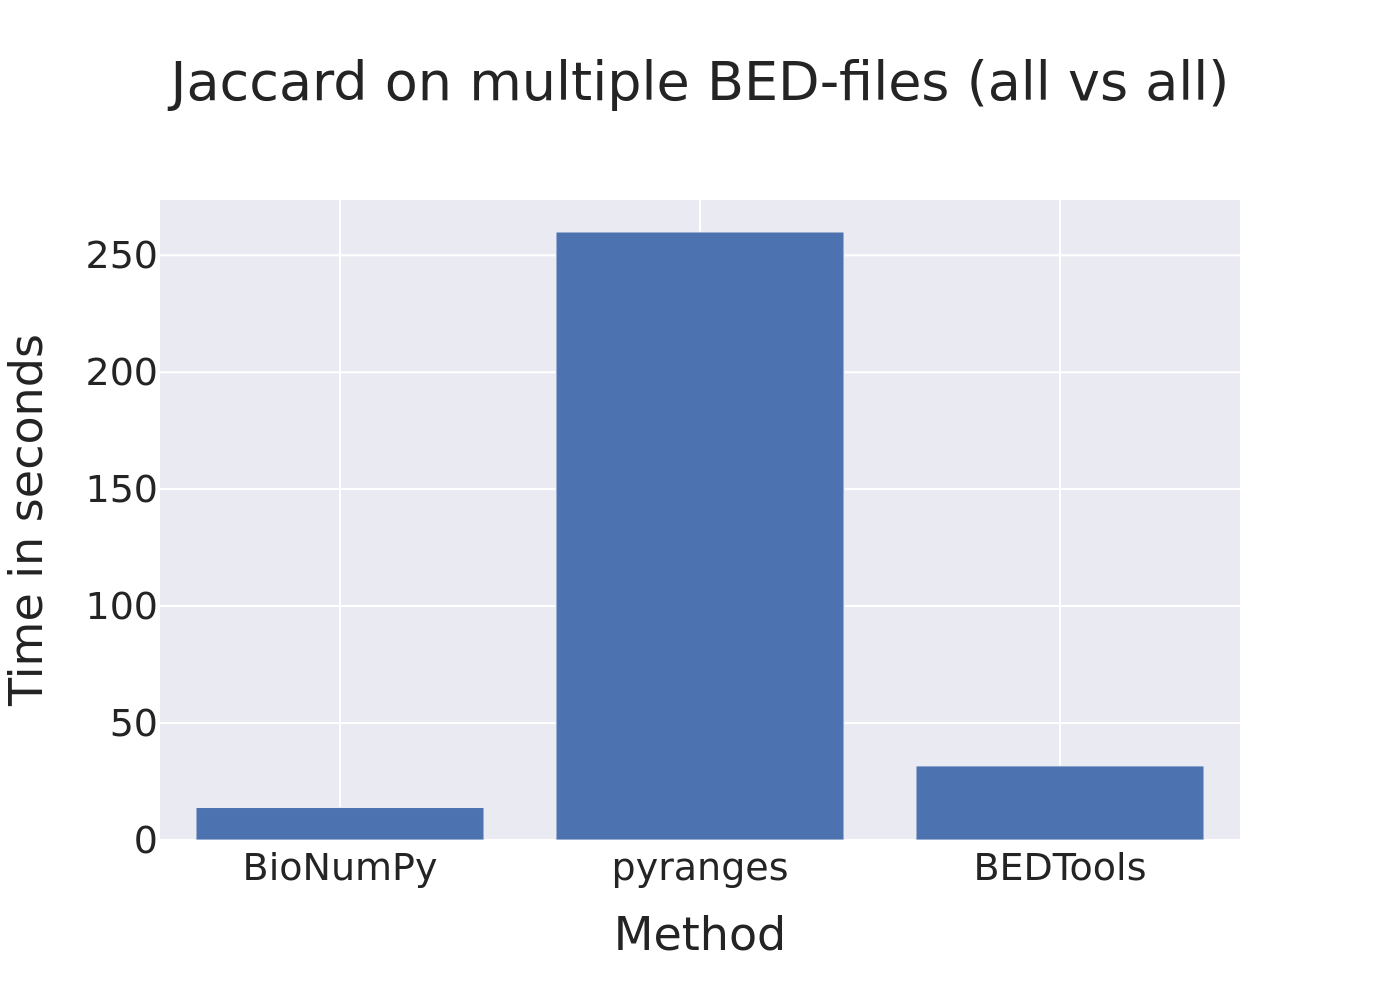 Jaccard on multiple BED-files (all vs all)
Time in seconds
250
200
150
100
50
0
BioNumPy
pyranges
BEDTools
Method